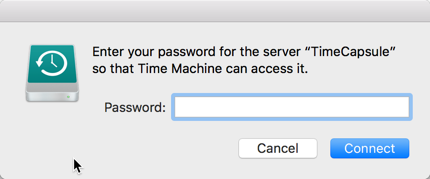 Enter your password for the server “TimeCapsule”
so that Time Machine can access it.
Password:
Cancel Connect